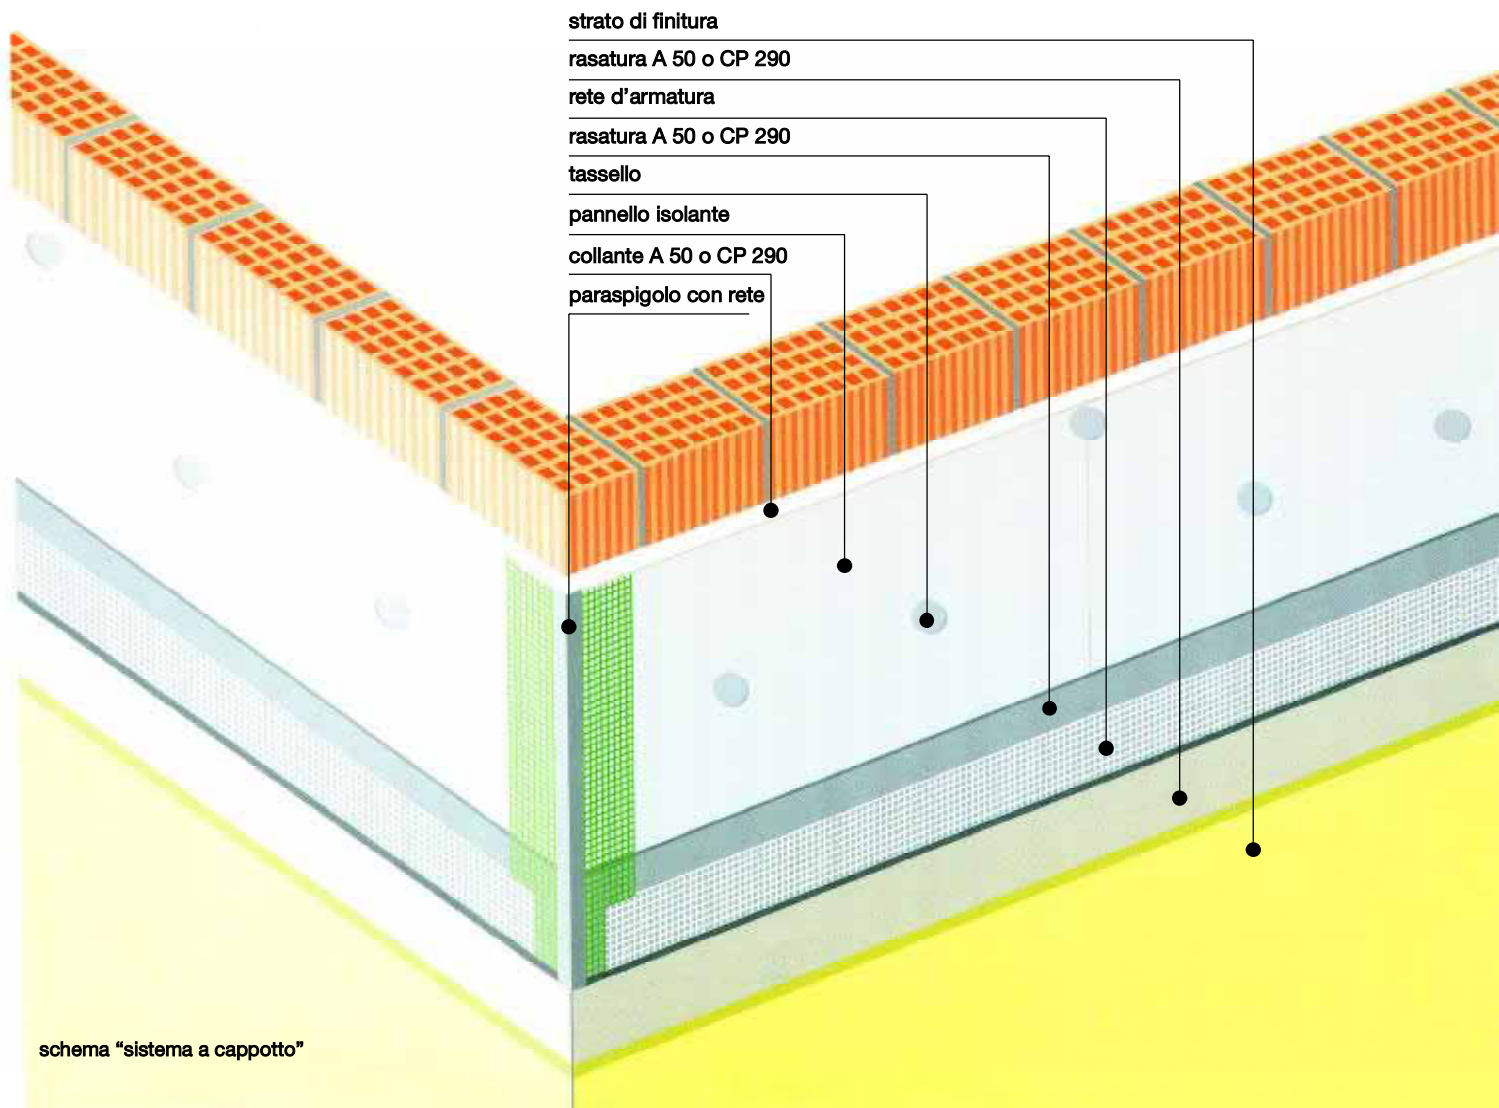 strato di finitura
rasatura A 50 o CP 290
rete d’armatura
rasatura A 50 o CP 290
tassello
pannello isolante
collante A 50 o CP 290
paraspigolo con rete
schema “sistema a cappotto”